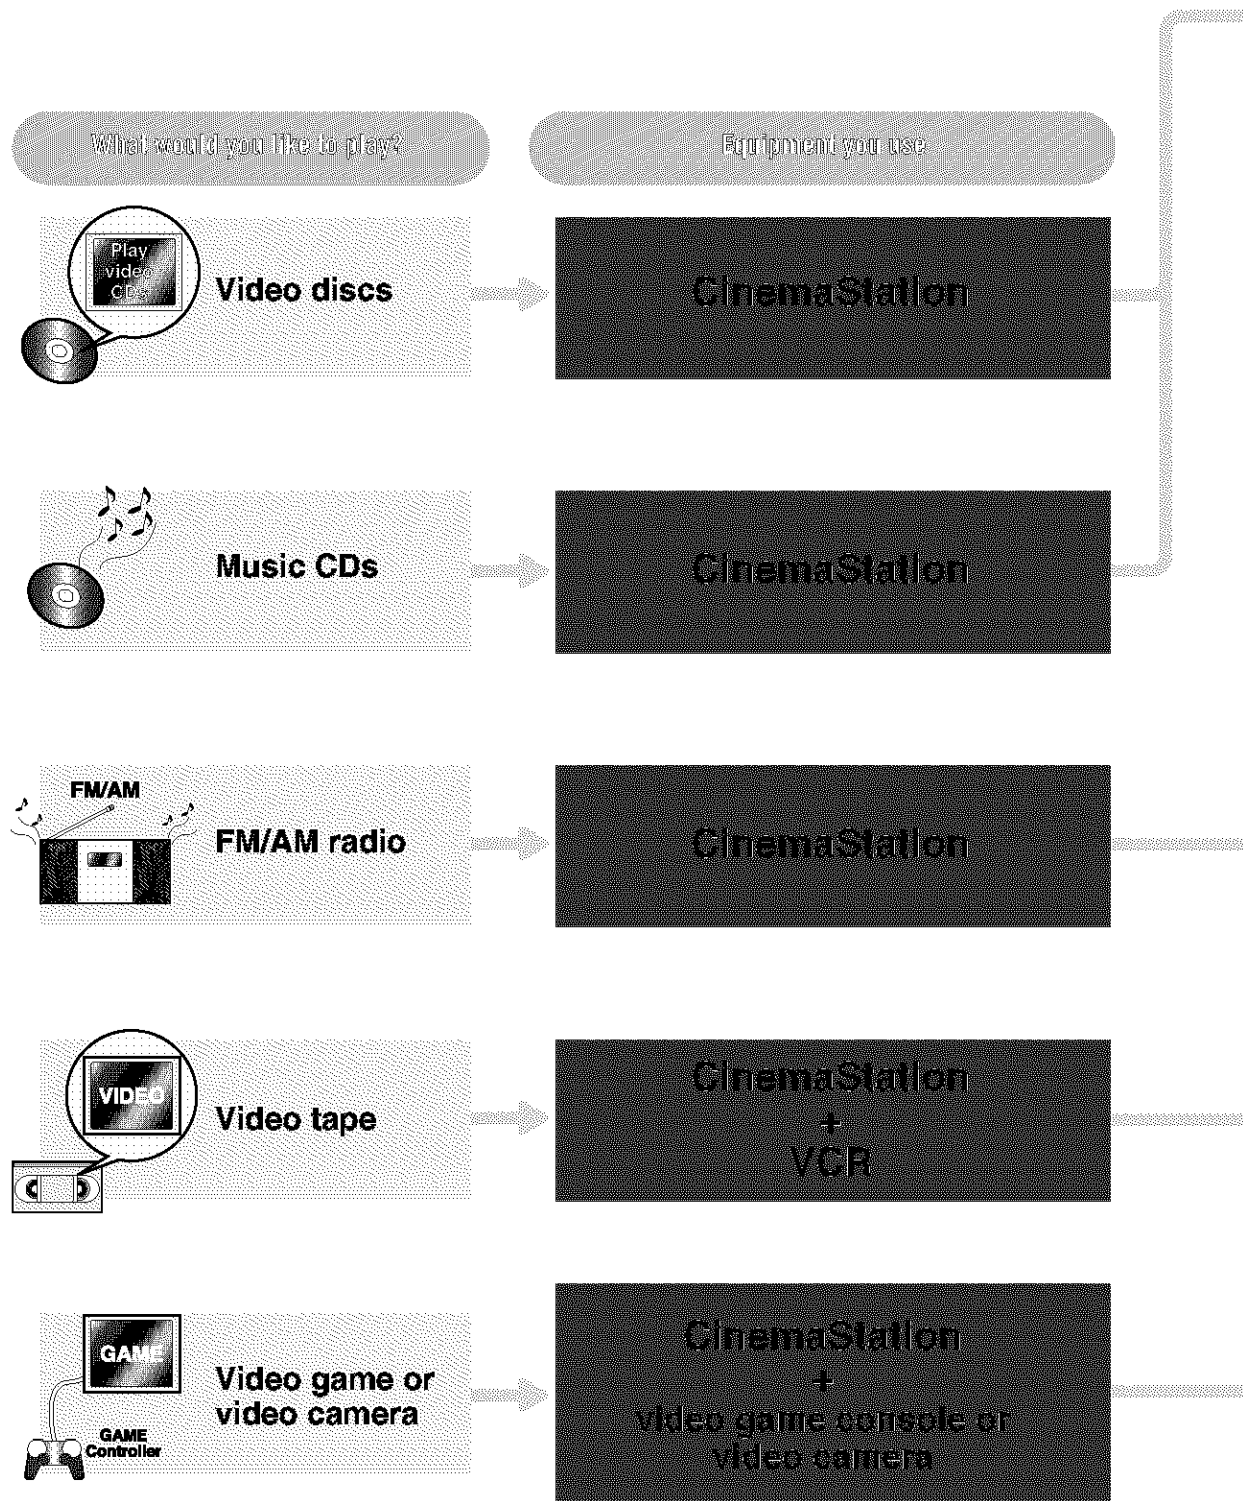 What would you like to play?
Equipment you use
Play
video
CDs
Video discs
CinemaStation
Music CDs
CinemaStation
FM/AM
FM/AM radio
CinemaStation
VIDEO
Video tape
CinemaStation
+
VCR
GAME
Video game or
video camera
GAME
Controller
CinemaStation
+
video game console or
video camera